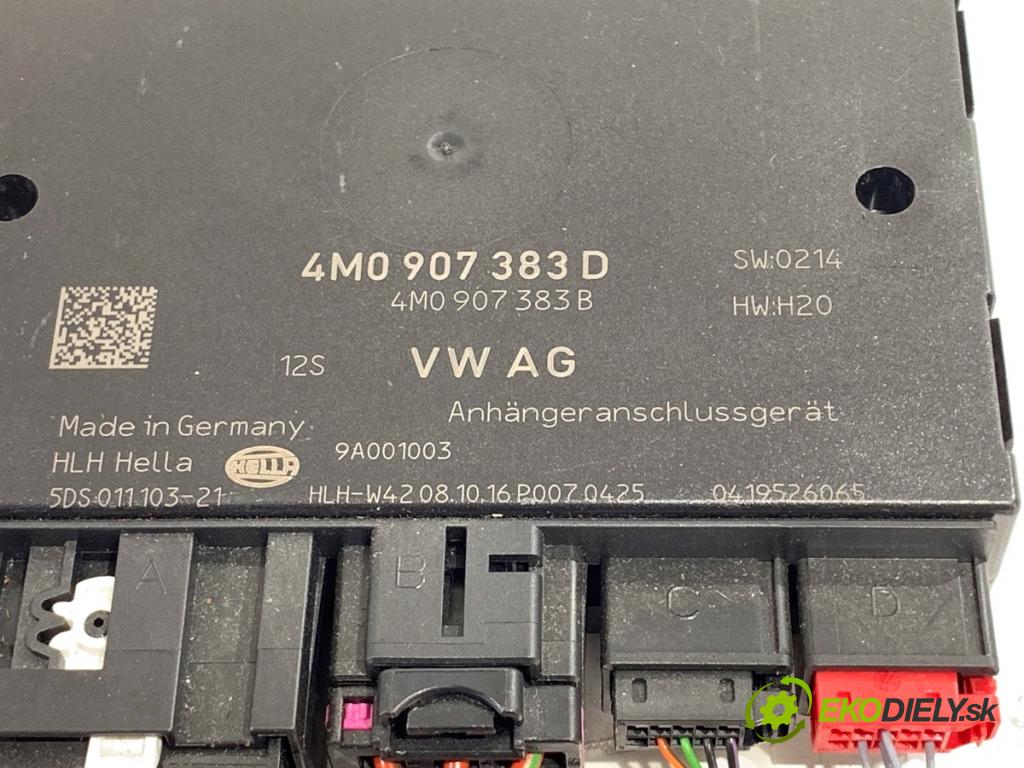 4M0 907 383 D
SW:0214
4M0 907 383 B
HW:H20
12S
VW AG
Anhängeranschlussgerät
Made in Germany
HLH Hella
HELLA
9A001003
5DS 011 103-21
HLH-W42 08.10.16 P007 0425
0419526065
A
B
C
D
EKODIELY.sk